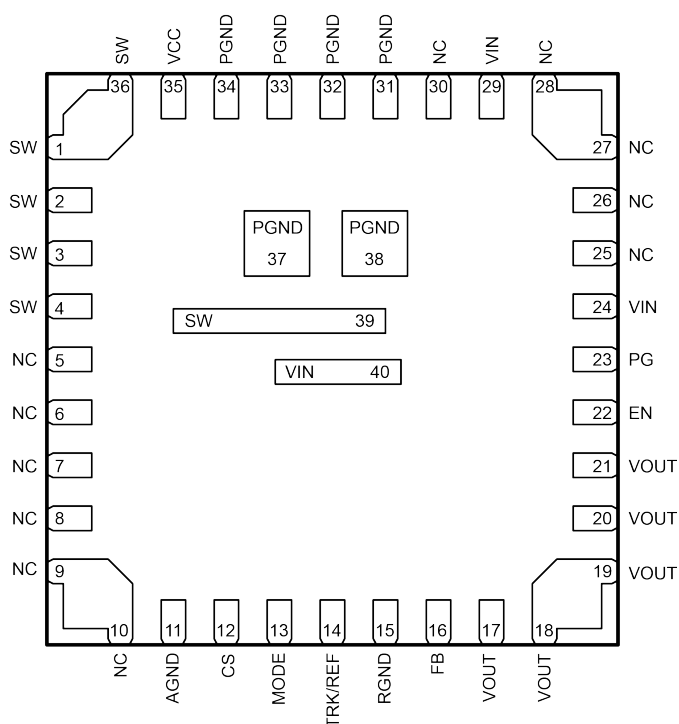 SW VCC PGND PGND PGND PGND NC VIN NC
36 35 34 33 32 31 30 29 28
SW 1 27 NC
SW 2 26 NC
PGND PGND
SW 3 37 38 25 NC
SW 4 24 VIN
SW 39
NC 5 23 PG
VIN 40
NC 6 22 EN
NC 7 21 VOUT
NC 8 20 VOUT
NC 9 19 VOUT
10 11 12 13 14 15 16 17 18
NC AGND CS MODE TRK/REF RGND FB VOUT VOUT